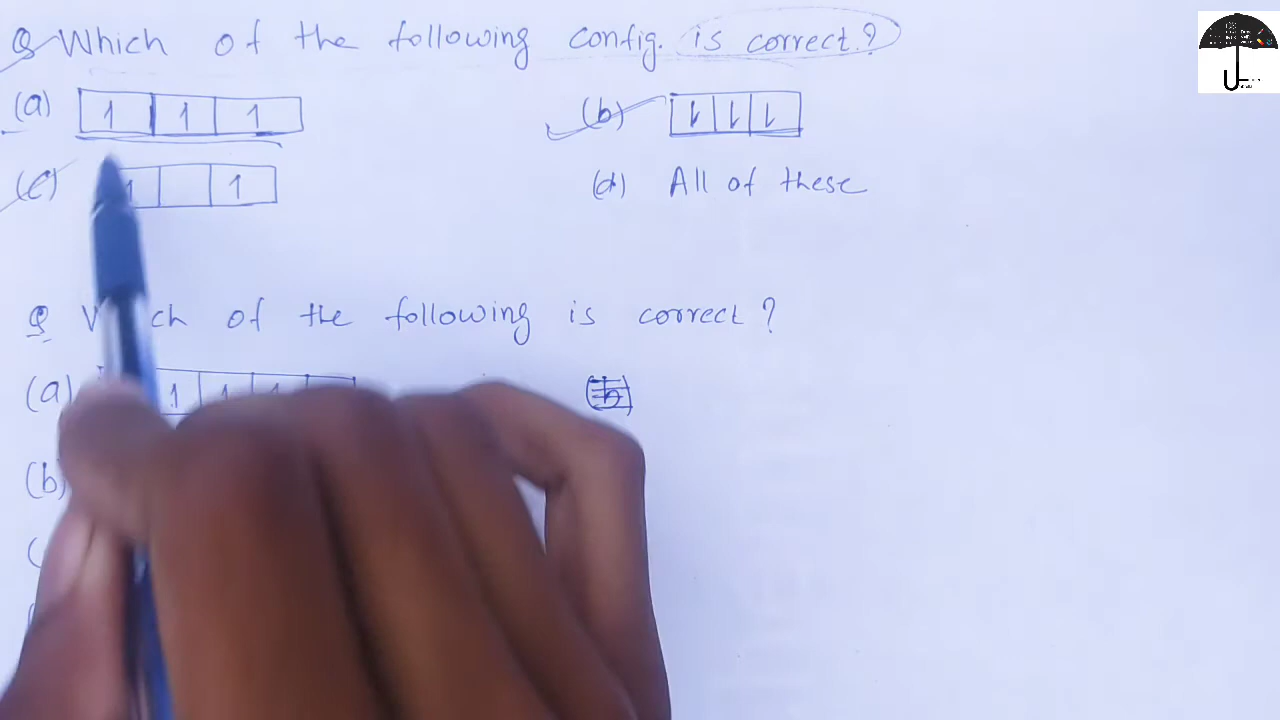 Q Which of the following config. is correct.?
(a) 1 1 1 (b) ⇂ ⇂ ⇂
(c) 1 1 (d) All of these
Q of the following is correct?
(a) 1 1 1 (b)
(b)